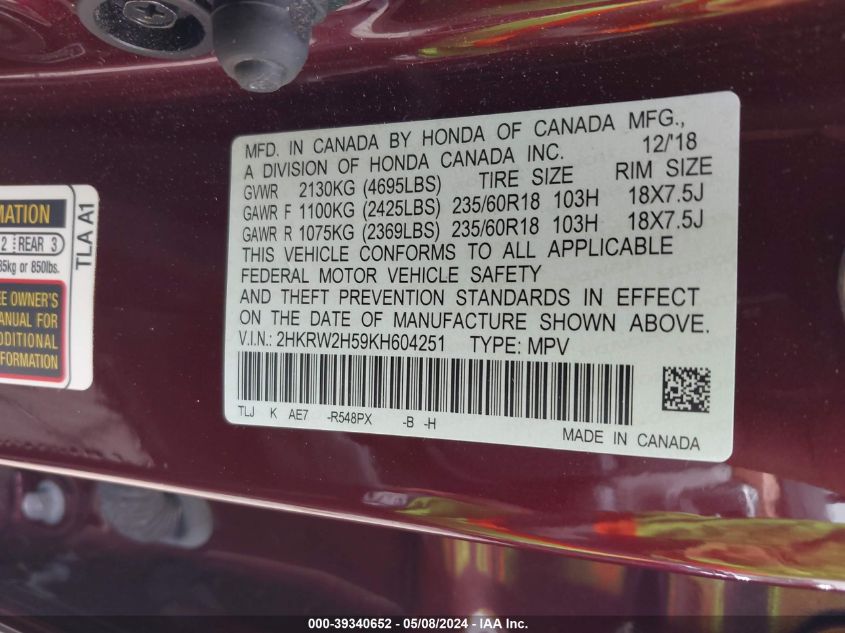 MFD. IN CANADA BY HONDA OF CANADA MFG.,
A DIVISION OF HONDA CANADA INC. 12/'18
GVWR 2130KG (4695LBS) TIRE SIZE RIM SIZE
GAWR F 1100KG (2425LBS) 235/60R18 103H 18X7.5J
GAWR R 1075KG (2369LBS) 235/60R18 103H 18X7.5J
THIS VEHICLE CONFORMS TO ALL APPLICABLE
FEDERAL MOTOR VEHICLE SAFETY
AND THEFT PREVENTION STANDARDS IN EFFECT
ON THE DATE OF MANUFACTURE SHOWN ABOVE.
V.I.N.: 2HKRW2H59KH604251 TYPE: MPV
TLJ K AE7 -R548PX -B -H
MADE IN CANADA
2 REAR 3
kg or 850lbs.
OWNER'S
FOR
TLA A1
000-39340652 - 05/08/2024 - IAA Inc.